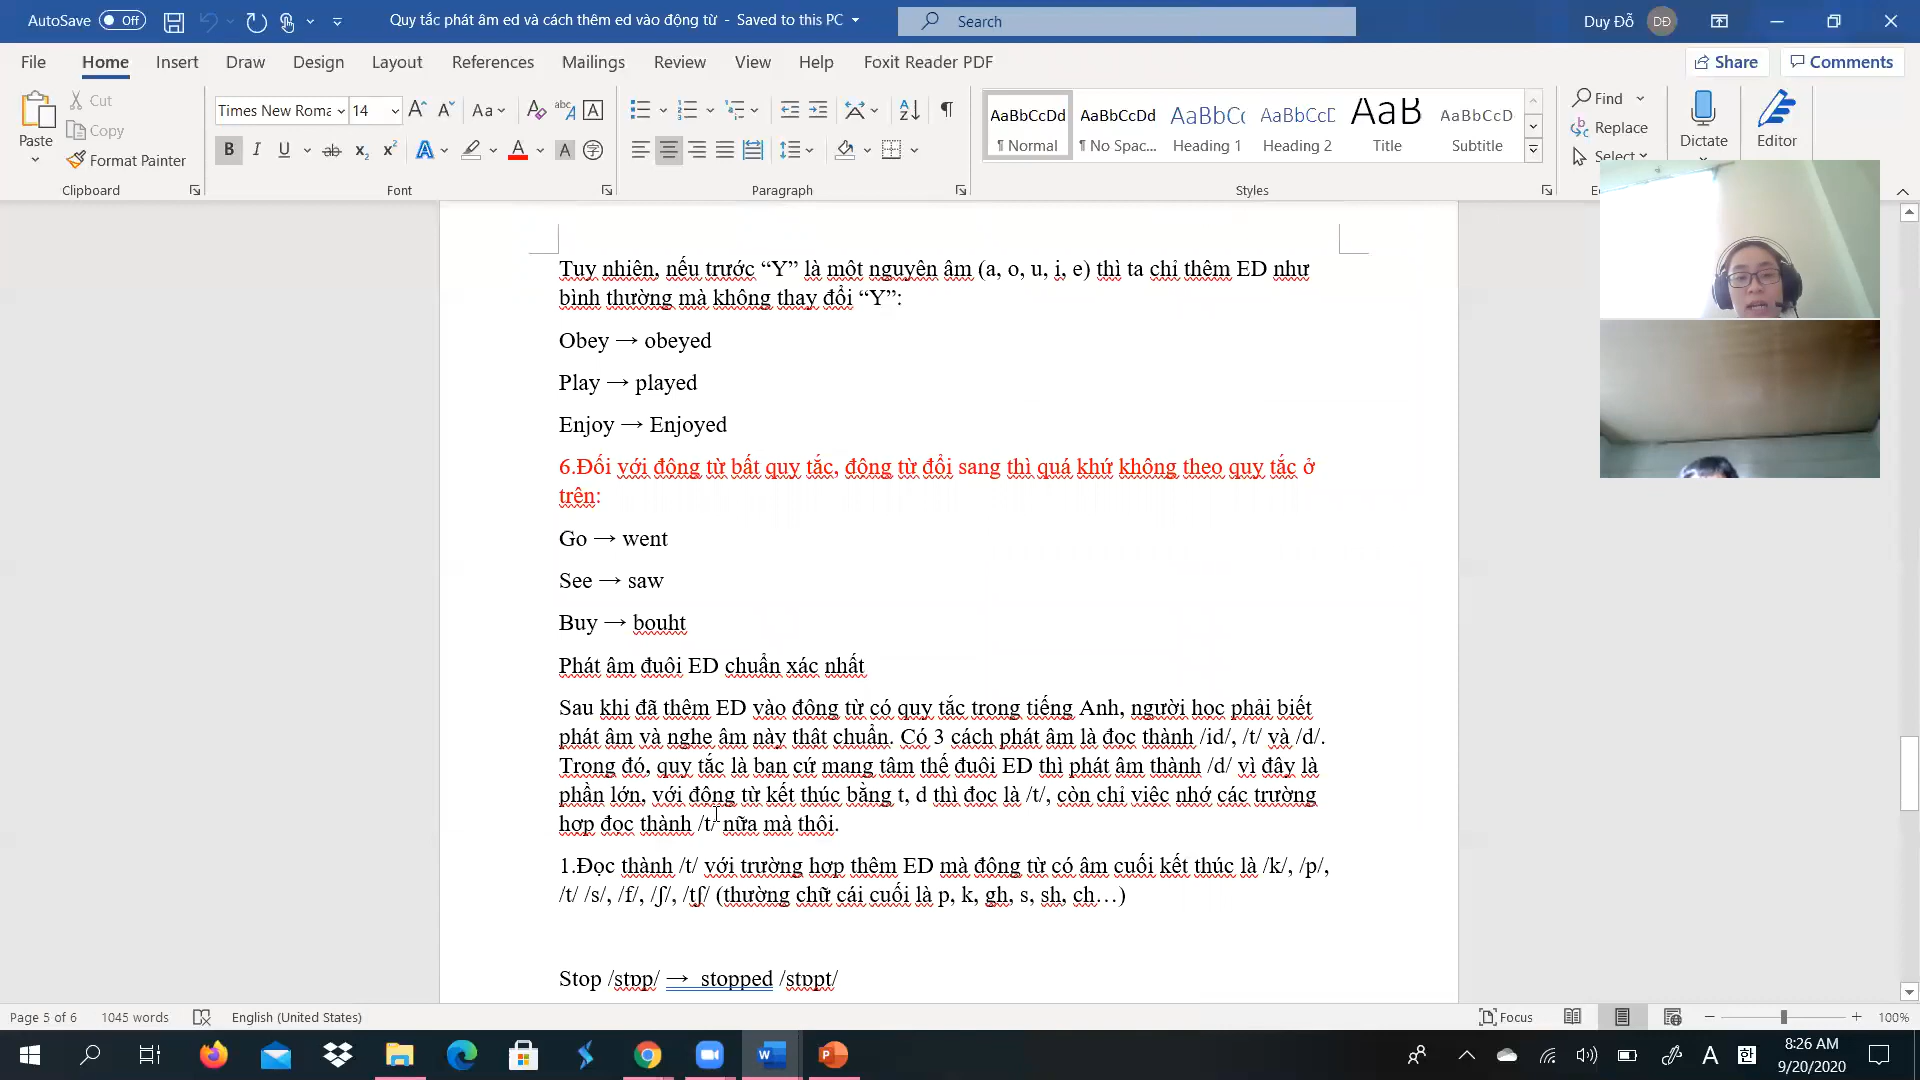 AutoSave Off Quy tắc phát âm ed và cách thêm ed vào động từ - Saved to this PC Search Duy Đỗ DĐ
File Home Insert Draw Design Layout References Mailings Review View Help Foxit Reader PDF Share Comments
Cut Times New Roma 14 Aa AaBbCcDd AaBbCcDd AaBbCc AaBbCcD AaB AaBbCcD Find
Copy Replace
Paste Format Painter B I U ab x₂ x² A A A ¶ Normal ¶ No Spac... Heading 1 Heading 2 Title Subtitle Select Dictate Editor
Clipboard Font Paragraph Styles
Tuy nhiên, nếu trước “Y” là một nguyên âm (a, o, u, i, e) thì ta chỉ thêm ED như
bình thường mà không thay đổi “Y”:
Obey → obeyed
Play → played
Enjoy → Enjoyed
6.Đối với động từ bất quy tắc, động từ đổi sang thì quá khứ không theo quy tắc ở
trên:
Go → went
See → saw
Buy → bouht
Phát âm đuôi ED chuẩn xác nhất
Sau khi đã thêm ED vào động từ có quy tắc trong tiếng Anh, người học phải biết
phát âm và nghe âm này thật chuẩn. Có 3 cách phát âm là đọc thành /id/, /t/ và /d/.
Trong đó, quy tắc là bạn cứ mang tâm thế đuôi ED thì phát âm thành /d/ vì đây là
phần lớn, với động từ kết thúc bằng t, d thì đọc là /t/, còn chỉ việc nhớ các trường
hợp đọc thành /t/ nữa mà thôi.
1.Đọc thành /t/ với trường hợp thêm ED mà động từ có âm cuối kết thúc là /k/, /p/,
/t/ /s/, /f/, /ʃ/, /tʃ/ (thường chữ cái cuối là p, k, gh, s, sh, ch…)
Stop /stɒp/ → stopped /stɒpt/
Page 5 of 6 1045 words English (United States) Focus 100%
8:26 AM
9/20/2020